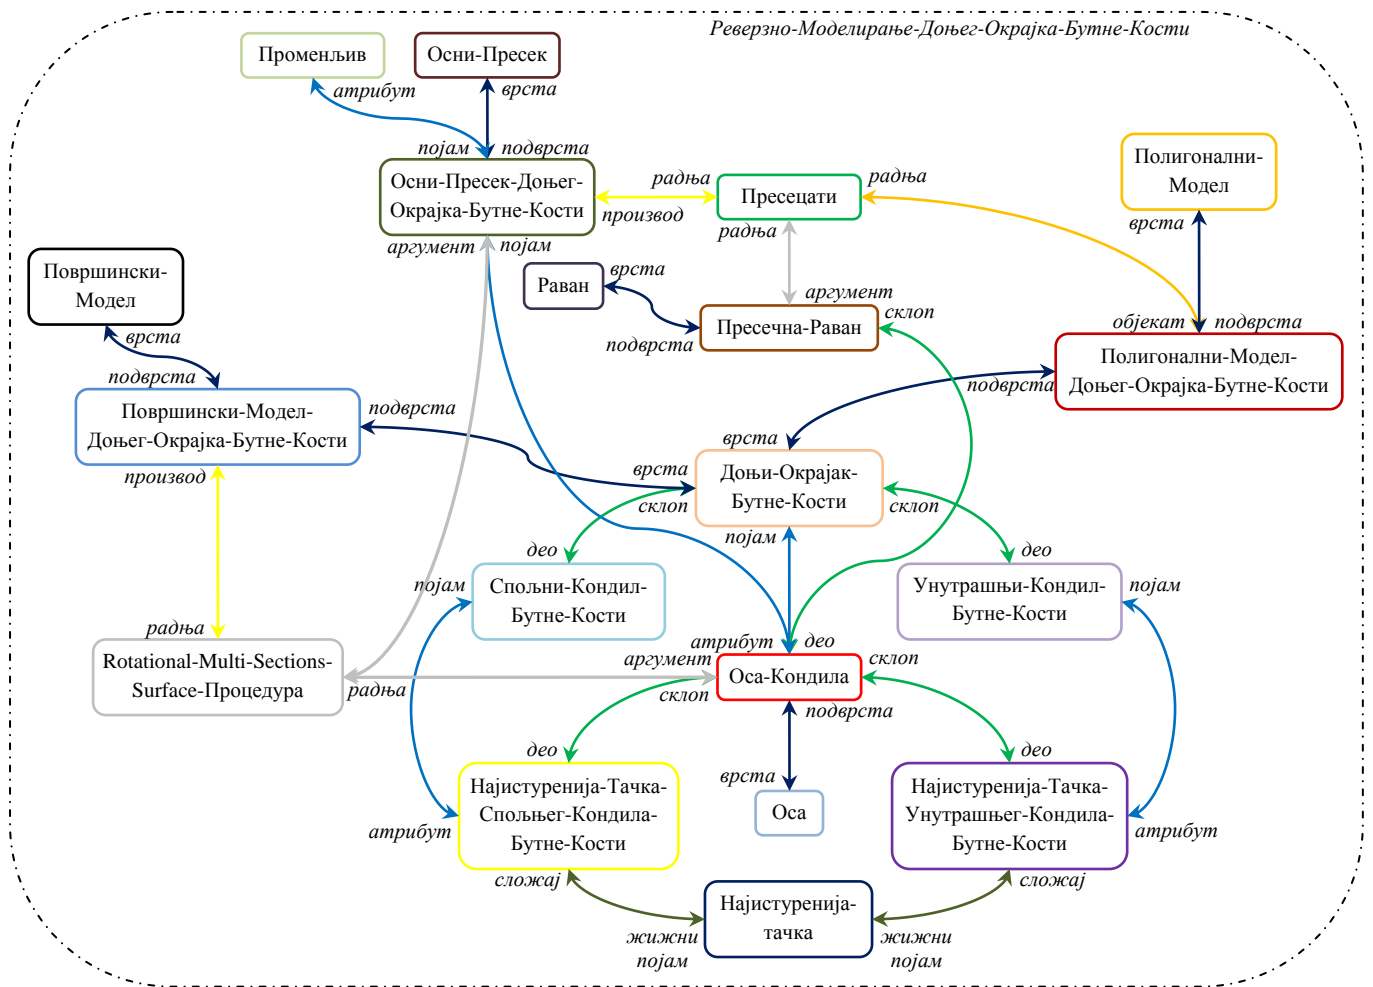 Реверзно-Моделирање-Доњег-Окрајка-Бутне-Кости
Променљив
Осни-Пресек
атрибут
врста
појам
подврста
Осни-Пресек-Доњег-
Окрајка-Бутне-Кости
аргумент
појам
радња
производ
Пресецати
радња
радња
Полигонални-
Модел
врста
Површински-
Модел
врста
подврста
Раван
врста
подврста
аргумент
склоп
Пресечна-Раван
објекат
подврста
Полигонални-Модел-
Доњег-Окрајка-Бутне-Кости
подврста
Површински-Модел-
Доњег-Окрајка-Бутне-Кости
подврста
производ
врста
врста
склоп
Доњи-Окрајак-
Бутне-Кости
склоп
појам
део
део
појам
Спољни-Кондил-
Бутне-Кости
Унутрашњи-Кондил-
Бутне-Кости
појам
радња
Rotational-Multi-Sections-
Surface-Процедура
радња
атрибут
део
аргумент
склоп
Оса-Кондила
склоп
подврста
део
део
врста
Оса
Најистуренија-Тачка-
Спољњег-Кондила-
Бутне-Кости
атрибут
Најистуренија-Тачка-
Унутрашњег-Кондила-
Бутне-Кости
атрибут
сложај
сложај
Најистуренија-
тачка
жижни
појам
жижни
појам